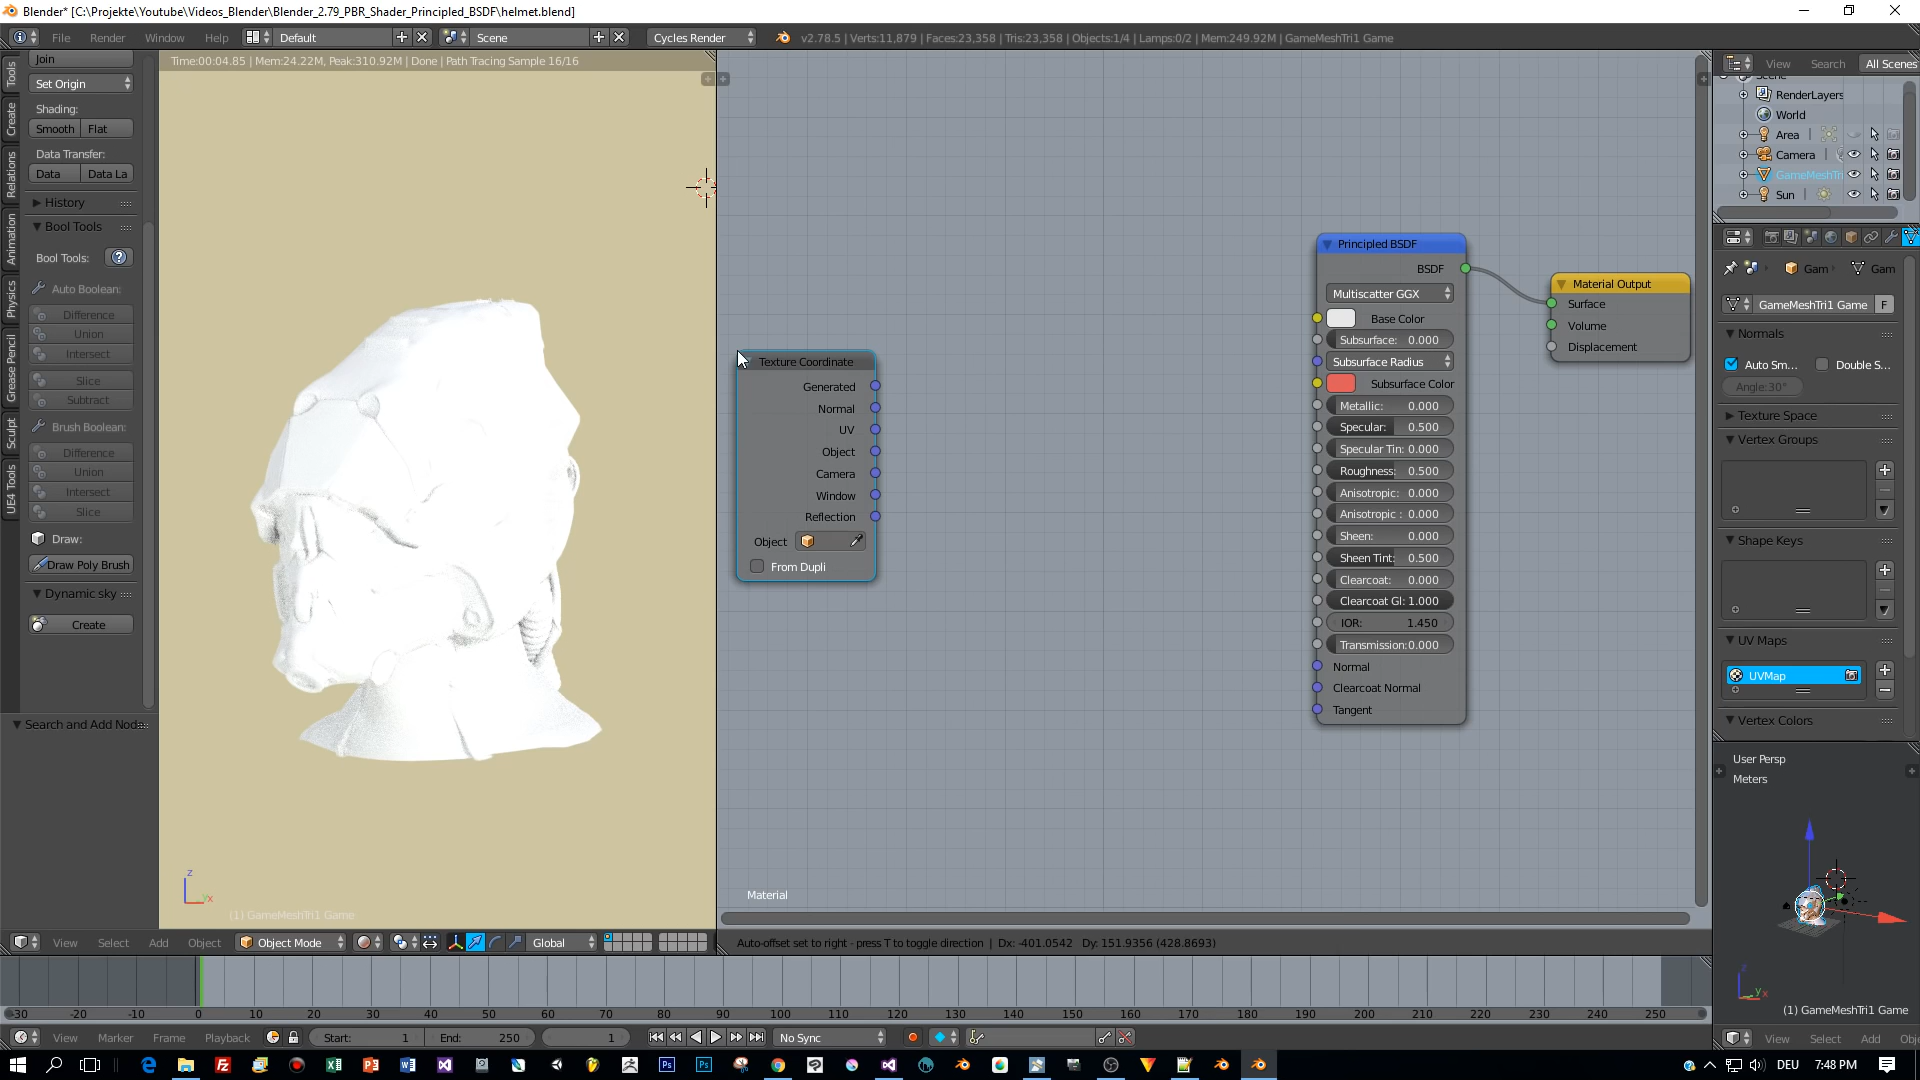 Blender* [C:\Projekte\Youtube\Videos_Blender\Blender_2.79_PBR_Shader_Principled_BSDF\helmet.blend]
File Render Window Help Default Scene Cycles Render v2.78.5 | Verts:11,879 | Faces:23,358 | Tris:23,358 | Objects:1/4 | Lamps:0/2 | Mem:249.92M | GameMeshTri1 Game
Time:00:04.85 | Mem:24.22M, Peak:310.92M | Done | Path Tracing Sample 16/16
Tools
Create
Relations
Animation
Physics
Grease Pencil
Sculpt
UE4 Tools
Join
Set Origin
Shading:
Smooth Flat
Data Transfer:
Data Data La
History
Bool Tools
Bool Tools:
Auto Boolean:
Difference
Union
Intersect
Slice
Subtract
Brush Boolean:
Difference
Union
Intersect
Slice
Draw:
Draw Poly Brush
Dynamic sky
Create
Search and Add Node
z
x
(1) GameMeshTri1 Game
Texture Coordinate
Generated
Normal
UV
Object
Camera
Window
Reflection
Object
From Dupli
Principled BSDF
BSDF
Multiscatter GGX
Base Color
Subsurface: 0.000
Subsurface Radius
Subsurface Color
Metallic: 0.000
Specular: 0.500
Specular Tin: 0.000
Roughness: 0.500
Anisotropic: 0.000
Anisotropic : 0.000
Sheen: 0.000
Sheen Tint: 0.500
Clearcoat: 0.000
Clearcoat Gl: 1.000
IOR: 1.450
Transmission: 0.000
Normal
Clearcoat Normal
Tangent
Material Output
Surface
Volume
Displacement
Material
View Search All Scenes
Scene
RenderLayers
World
Area
Camera
GameMeshTri
Sun
Gam Gam
GameMeshTri1 Game F
Normals
Auto Sm... Double S...
Angle:30°
Texture Space
Vertex Groups
Shape Keys
UV Maps
UVMap
Vertex Colors
User Persp
Meters
z
y
x
(1) GameMeshTri1 Game
View Select Add Object Object Mode Global
Auto-offset set to right - press T to toggle direction | Dx: -401.0542 Dy: 151.9356 (428.8693)
-30 -20 -10 0 10 20 30 40 50 60 70 80 90 100 110 120 130 140 150 160 170 180 190 200 210 220 230 240 250
View Marker Frame Playback Start: 1 End: 250 1 No Sync
View Select Add Obj
DEU 7:48 PM